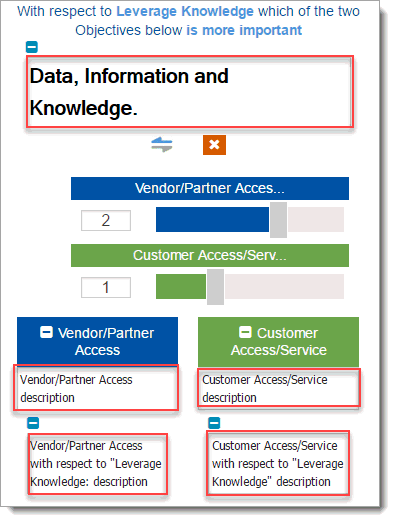 With respect to Leverage Knowledge which of the two
Objectives below is more important
Data, Information and
Knowledge.
Vendor/Partner Acces...
2
Customer Access/Serv...
1
Vendor/Partner
Access
Customer
Access/Service
Vendor/Partner Access
description
Customer Access/Service
description
Vendor/Partner Access
with respect to "Leverage
Knowledge: description
Customer Access/Service
with respect to "Leverage
Knowledge" description